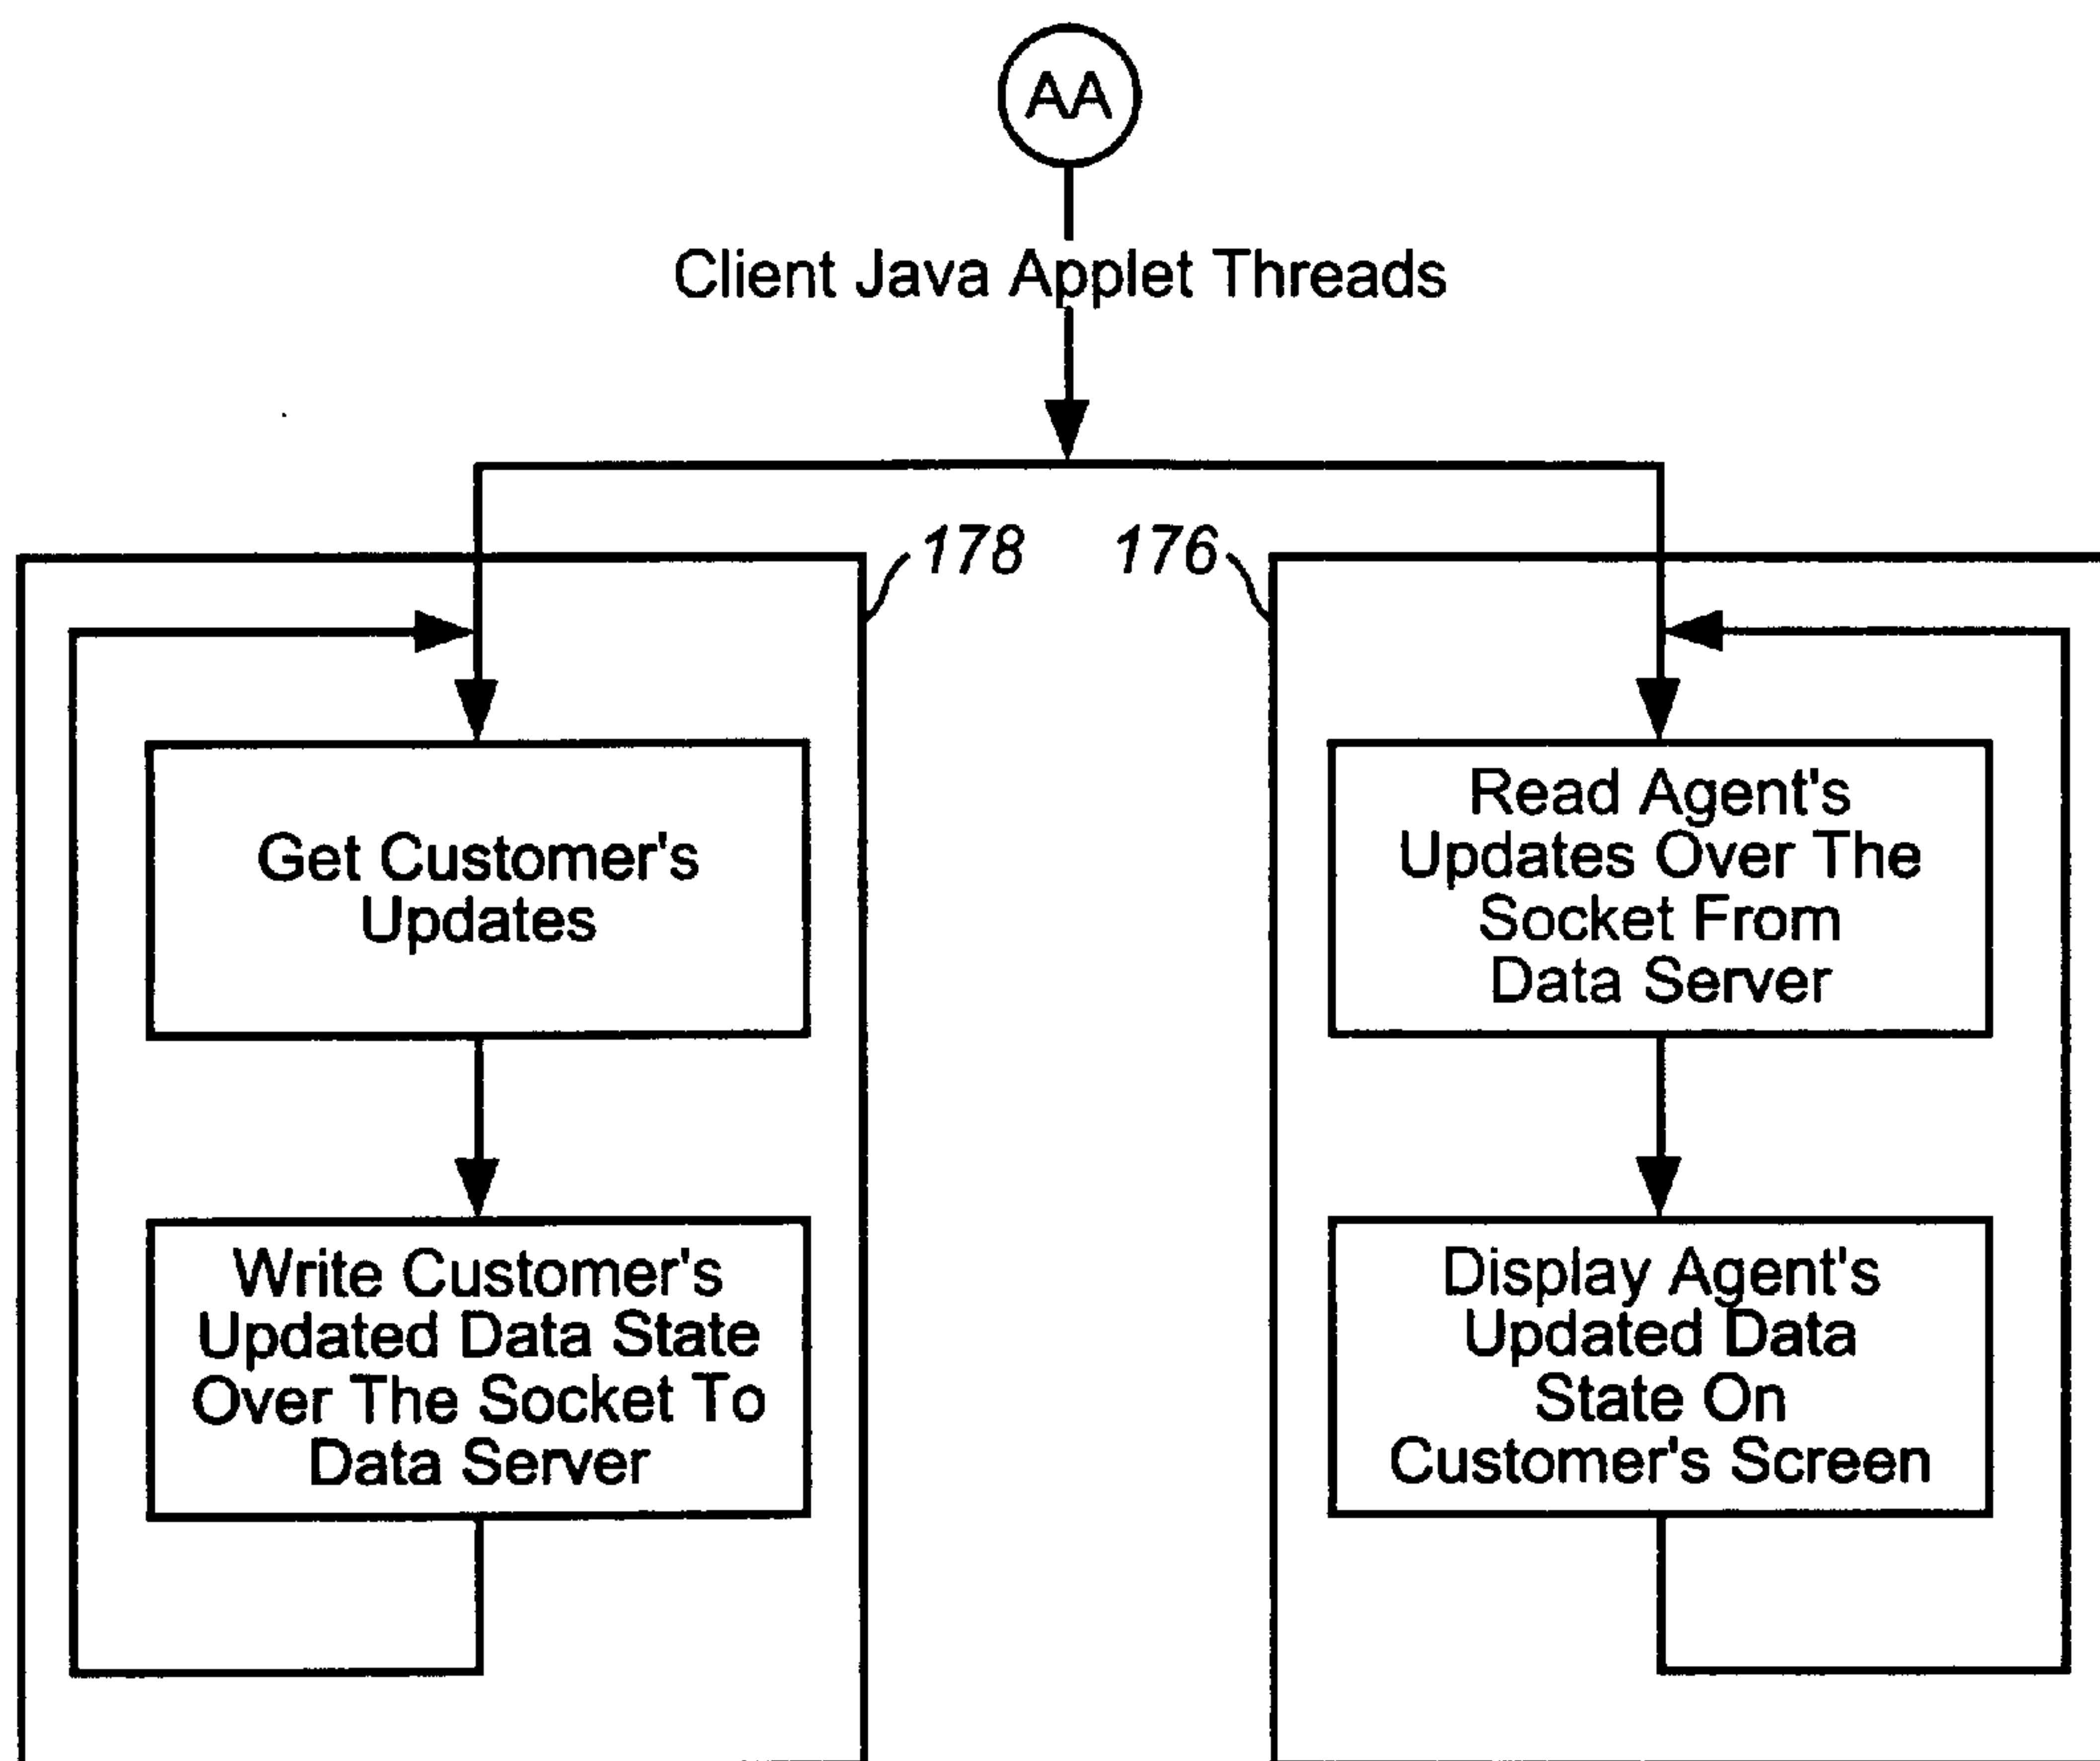 AA
Client Java Applet Threads
178
176
Get Customer's
Updates
Write Customer's
Updated Data State
Over The Socket To
Data Server
Read Agent's
Updates Over The
Socket From
Data Server
Display Agent's
Updated Data
State On
Customer's Screen